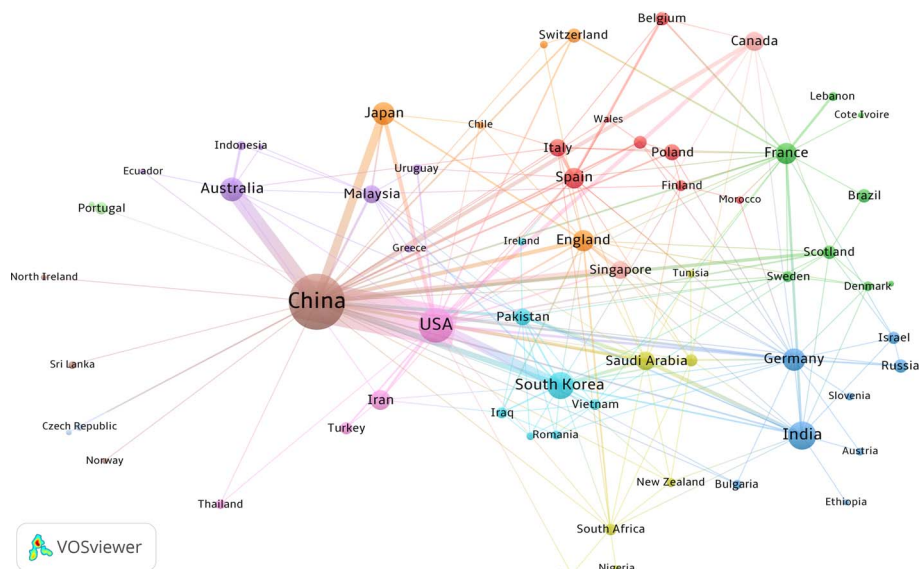 Belgium
Switzerland
Canada
Lebanon
Japan
Cote Ivoire
Chile
Wales
Indonesia
Italy
Poland
France
Ecuador
Uruguay
Spain
Australia
Malaysia
Finland
Morocco
Brazil
Portugal
Greece
Ireland
England
Scotland
North Ireland
Singapore
Tunisia
Sweden
Denmark
China
USA
Pakistan
Israel
Sri Lanka
Saudi Arabia
Germany
Russia
South Korea
Iran
Vietnam
Slovenia
Iraq
Czech Republic
Turkey
Romania
India
Norway
Austria
New Zealand
Bulgaria
Thailand
Ethiopia
South Africa
VOSviewer
Nigeria